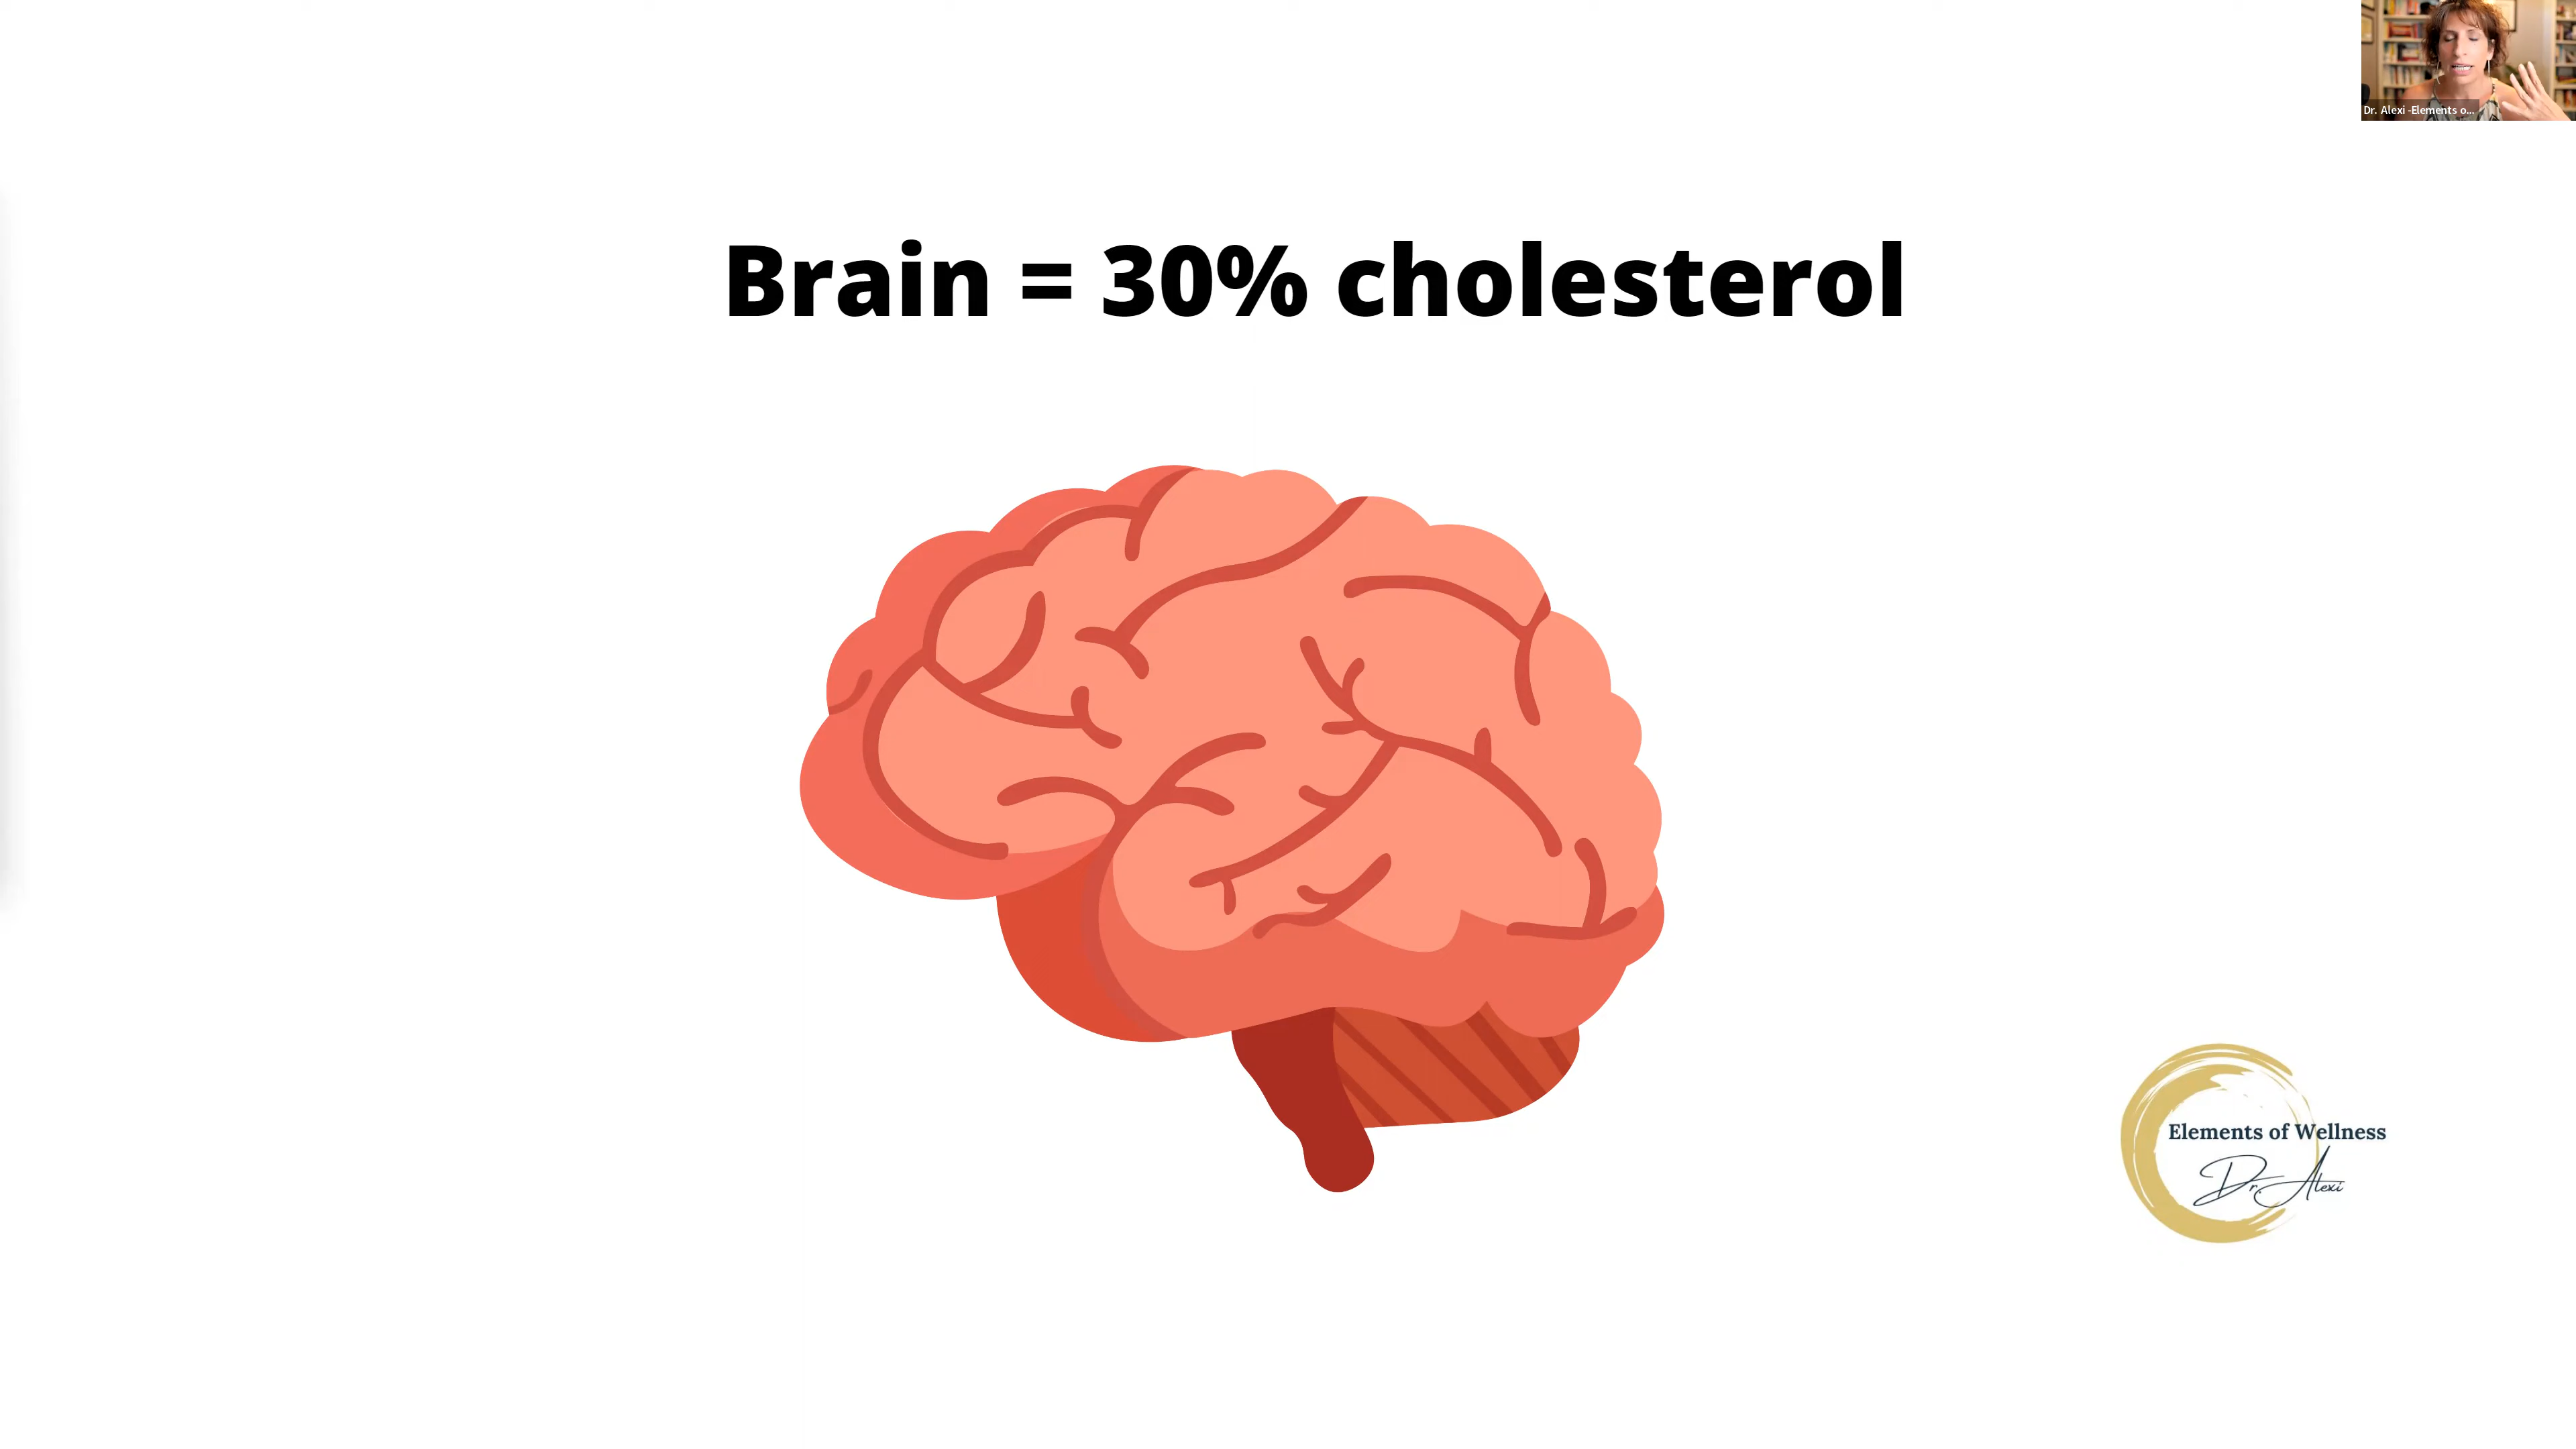 Dr. Alexi -Elements o...
Brain = 30% cholesterol
Elements of Wellness
Dr. Alexi